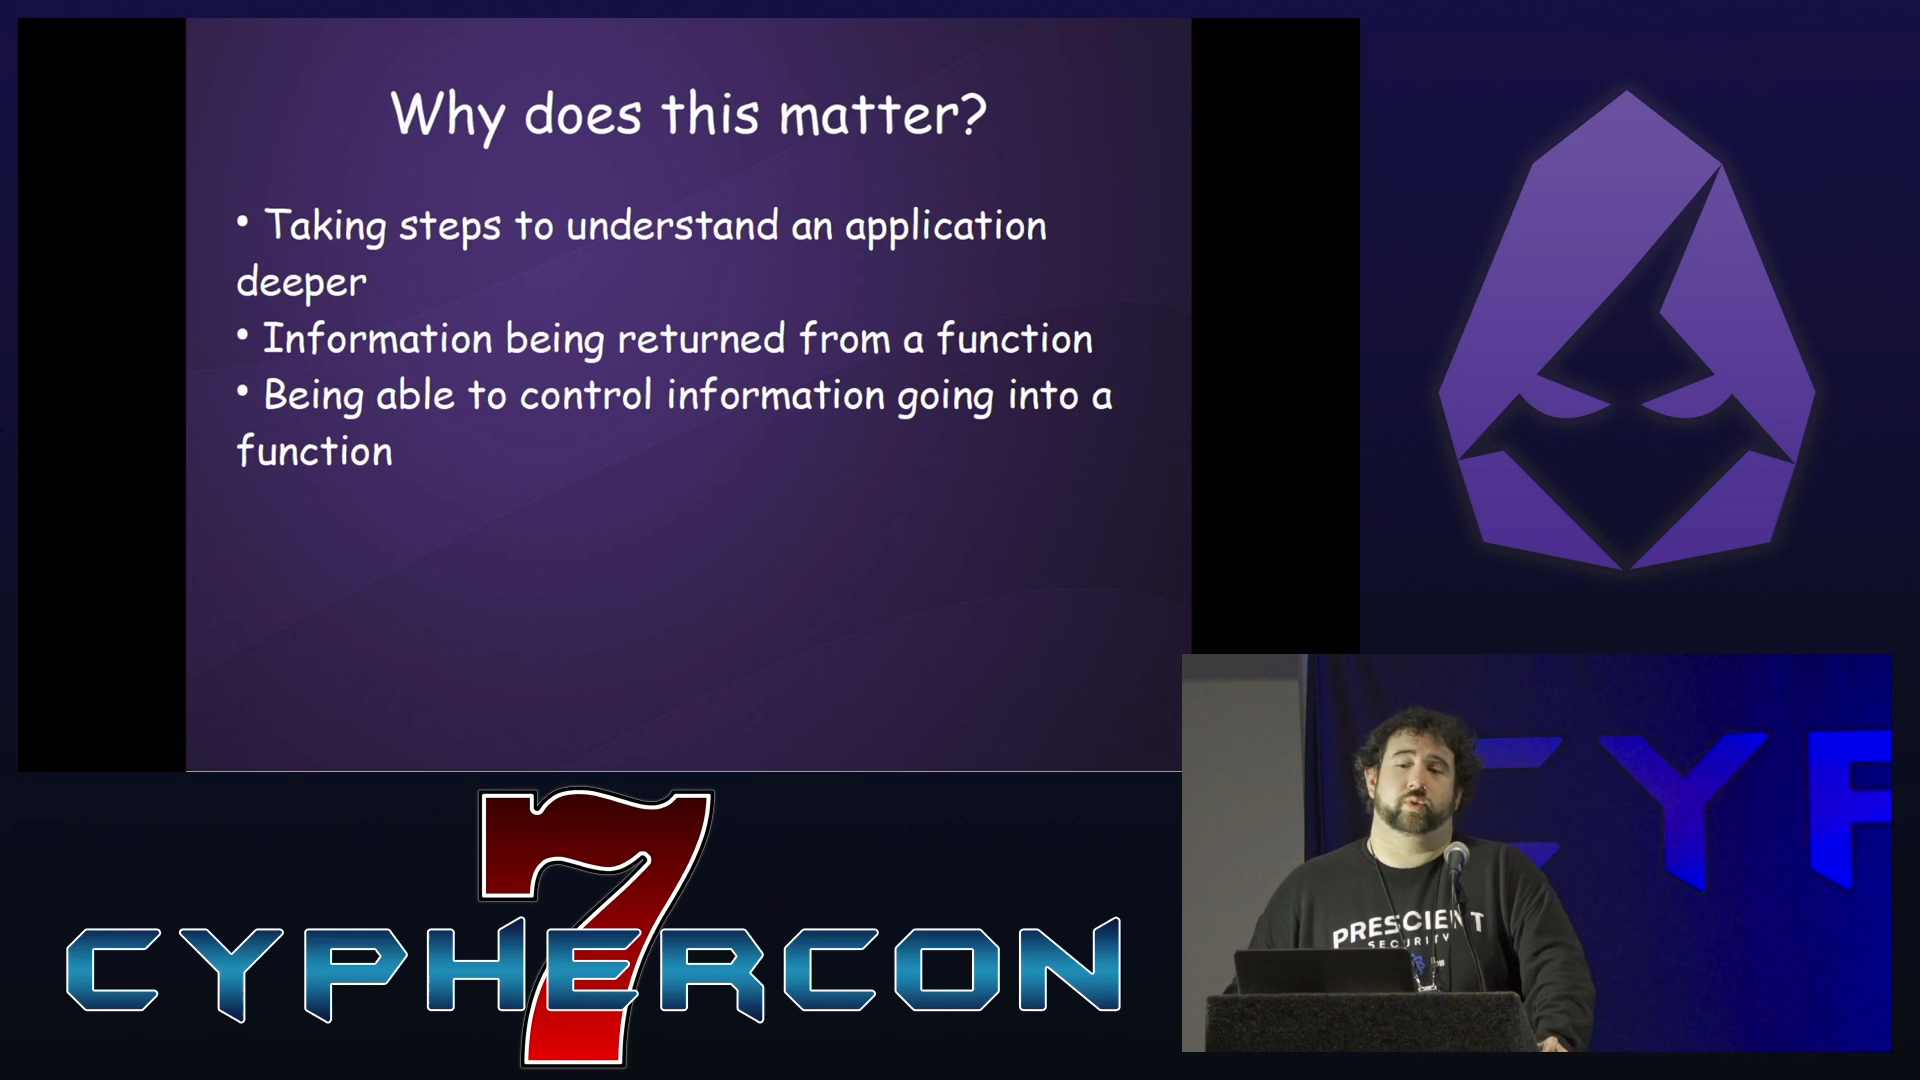 Why does this matter?
• Taking steps to understand an application
deeper
• Information being returned from a function
• Being able to control information going into a
function
7
CYPHERCON
CYP
PRESCIENT
SECURITY